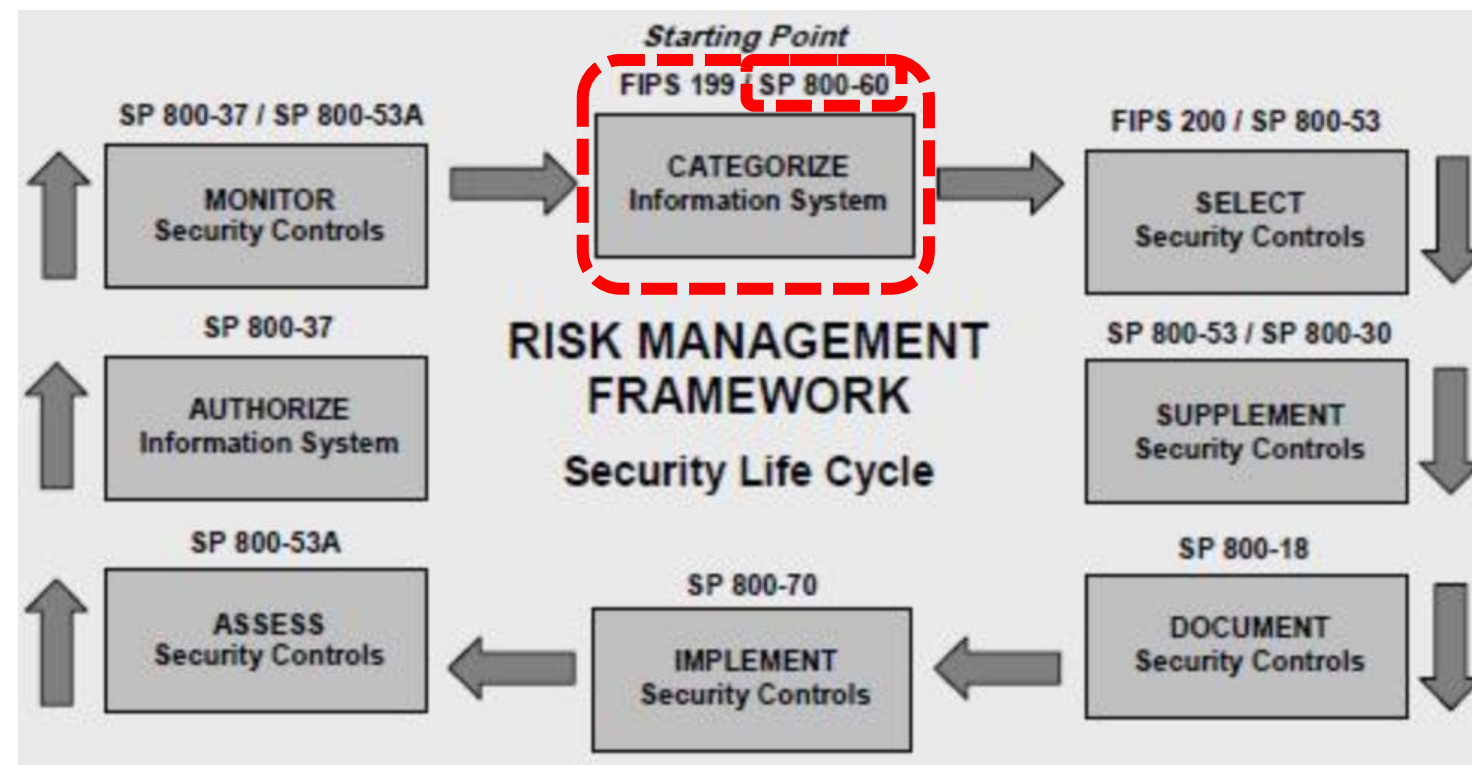 Starting Point
FIPS 199 / SP 800-60
CATEGORIZE
Information System
FIPS 200 / SP 800-53
SELECT
Security Controls
SP 800-53 / SP 800-30
SUPPLEMENT
Security Controls
SP 800-18
DOCUMENT
Security Controls
SP 800-70
IMPLEMENT
Security Controls
SP 800-53A
ASSESS
Security Controls
SP 800-37
AUTHORIZE
Information System
SP 800-37 / SP 800-53A
MONITOR
Security Controls
RISK MANAGEMENT
FRAMEWORK
Security Life Cycle